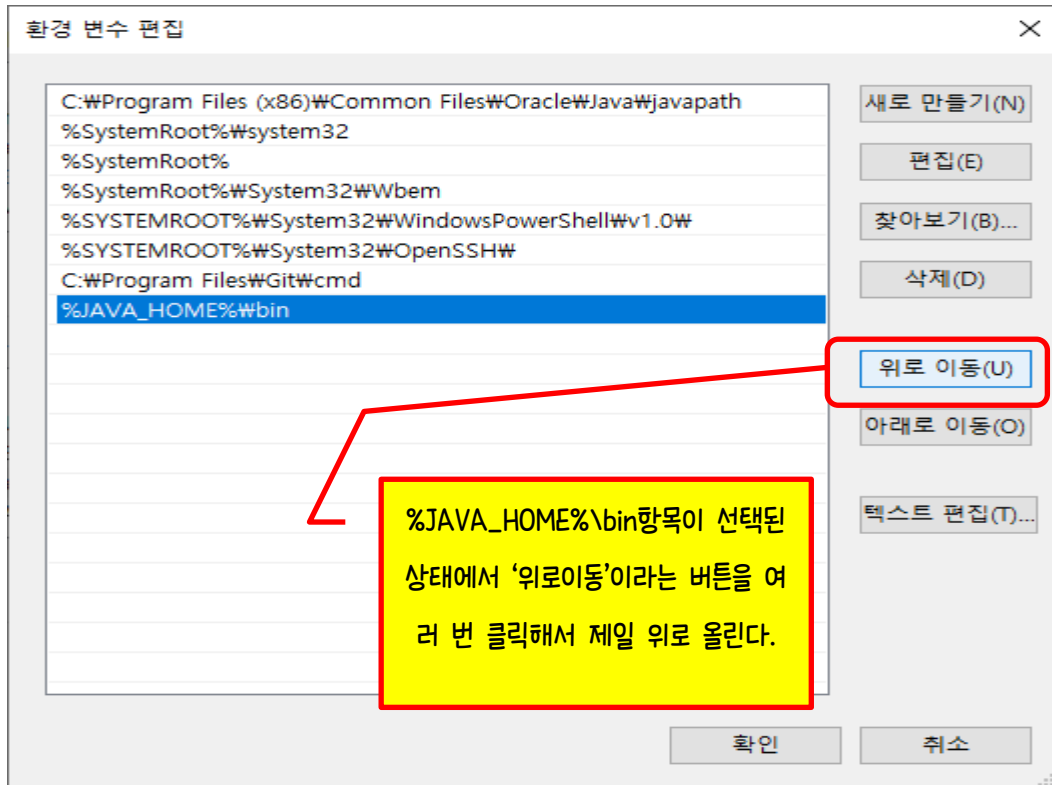 환경 변수 편집
C:₩Program Files (x86)₩Common Files₩Oracle₩Java₩javapath
%SystemRoot%₩system32
%SystemRoot%
%SystemRoot%₩System32₩Wbem
%SYSTEMROOT%₩System32₩WindowsPowerShell₩v1.0₩
%SYSTEMROOT%₩System32₩OpenSSH₩
C:₩Program Files₩Git₩cmd
%JAVA_HOME%₩bin
새로 만들기(N)
편집(E)
찾아보기(B)...
삭제(D)
위로 이동(U)
아래로 이동(O)
텍스트 편집(T)...
%JAVA_HOME%\bin항목이 선택된
상태에서 ‘위로이동’이라는 버튼을 여
러 번 클릭해서 제일 위로 올린다.
확인
취소